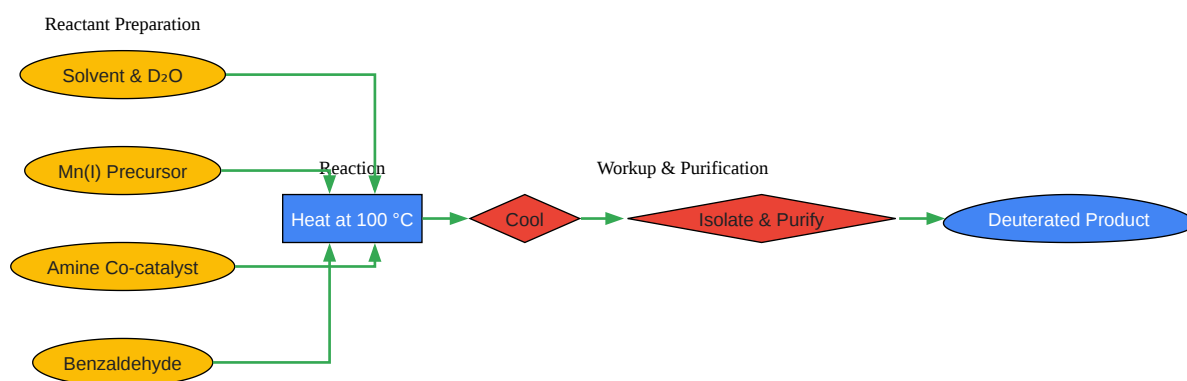 Reactant Preparation
Solvent & D₂O
Mn(I) Precursor
Reaction
Workup & Purification
Heat at 100 °C
Cool
Isolate & Purify
Deuterated Product
Amine Co-catalyst
Benzaldehyde